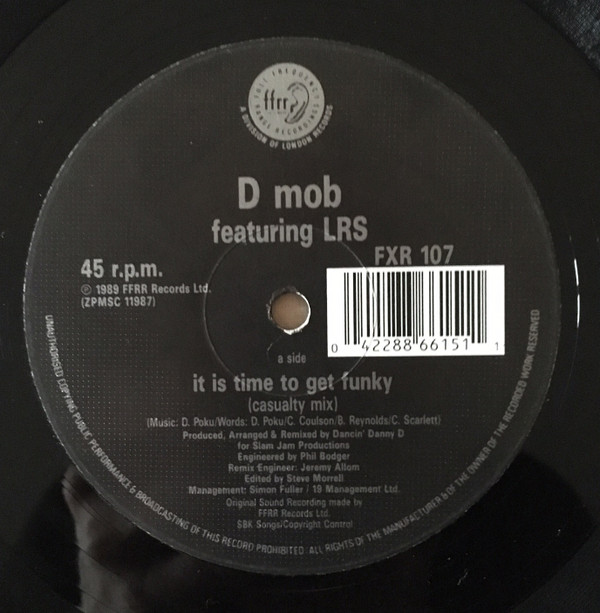 FULL FREQUENCY
ffrr
RANGE RECORDINGS
A DIVISION OF LONDON RECORDS
D mob
featuring LRS
FXR 107
45 r.p.m.
℗ 1989 FFRR Records Ltd.
(ZPMSC 11987)
0 42288 66151 1
a side
it is time to get funky
(casualty mix)
(Music: D. Poku/Words: D. Poku/C. Coulson/B. Reynolds/C. Scarlett)
Produced, Arranged & Remixed by Dancin' Danny D
for Slam Jam Productions
Engineered by Phil Bodger
Remix Engineer: Jeremy Allom
Edited by Steve Morrell
Management: Simon Fuller / 19 Management Ltd.
Original Sound Recording made by
FFRR Records Ltd.
SBK Songs/Copyright Control
UNAUTHORISED COPYING PUBLIC PERFORMANCE & BROADCASTING OF THIS RECORD PROHIBITED. ALL RIGHTS OF THE MANUFACTURER & OF THE OWNER OF THE RECORDED WORK RESERVED